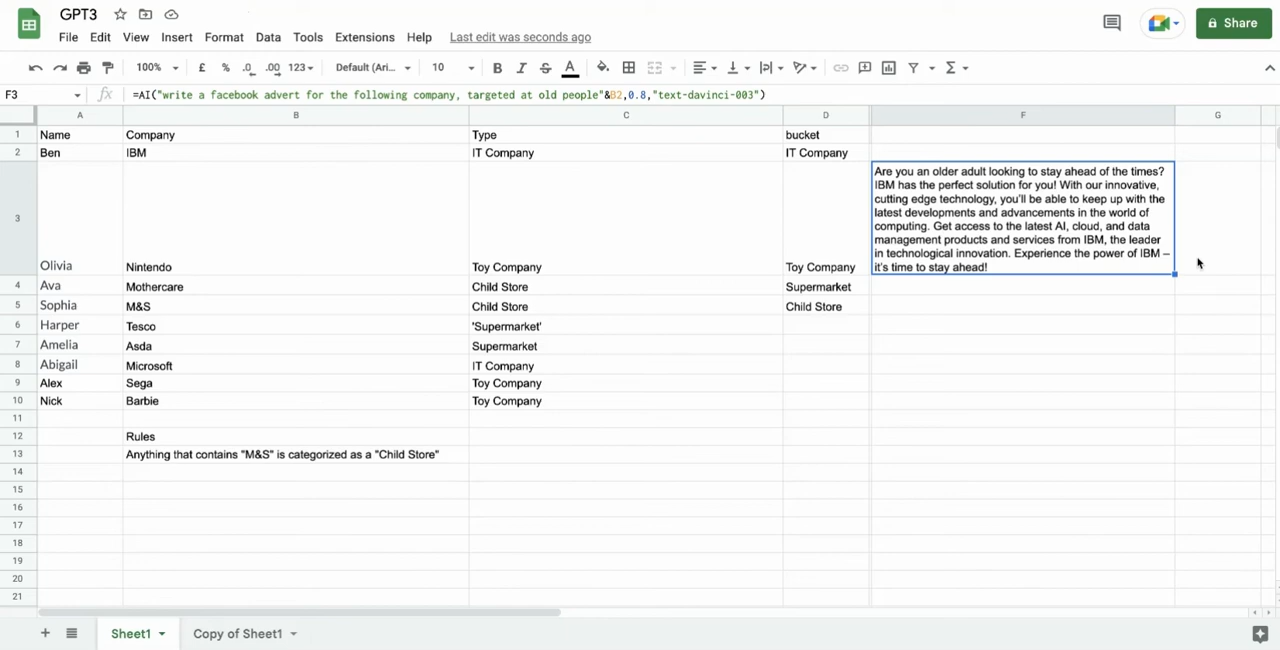 GPT3
File Edit View Insert Format Data Tools Extensions Help Last edit was seconds ago
Share
100% £ % .0 .00 123 Default (Ari... 10 B I S A
F3 fx =AI("write a facebook advert for the following company, targeted at old people"&B2,0.8,"text-davinci-003")
A B C D F G
1 Name Company Type bucket
2 Ben IBM IT Company IT Company
Are you an older adult looking to stay ahead of the times?
IBM has the perfect solution for you! With our innovative,
cutting edge technology, you'll be able to keep up with the
latest developments and advancements in the world of
computing. Get access to the latest AI, cloud, and data
management products and services from IBM, the leader
in technological innovation. Experience the power of IBM –
it's time to stay ahead!
3 Olivia Nintendo Toy Company Toy Company
4 Ava Mothercare Child Store Supermarket
5 Sophia M&S Child Store Child Store
6 Harper Tesco 'Supermarket'
7 Amelia Asda Supermarket
8 Abigail Microsoft IT Company
9 Alex Sega Toy Company
10 Nick Barbie Toy Company
11
12 Rules
13 Anything that contains "M&S" is categorized as a "Child Store"
14
15
16
17
18
19
20
21
Sheet1 Copy of Sheet1